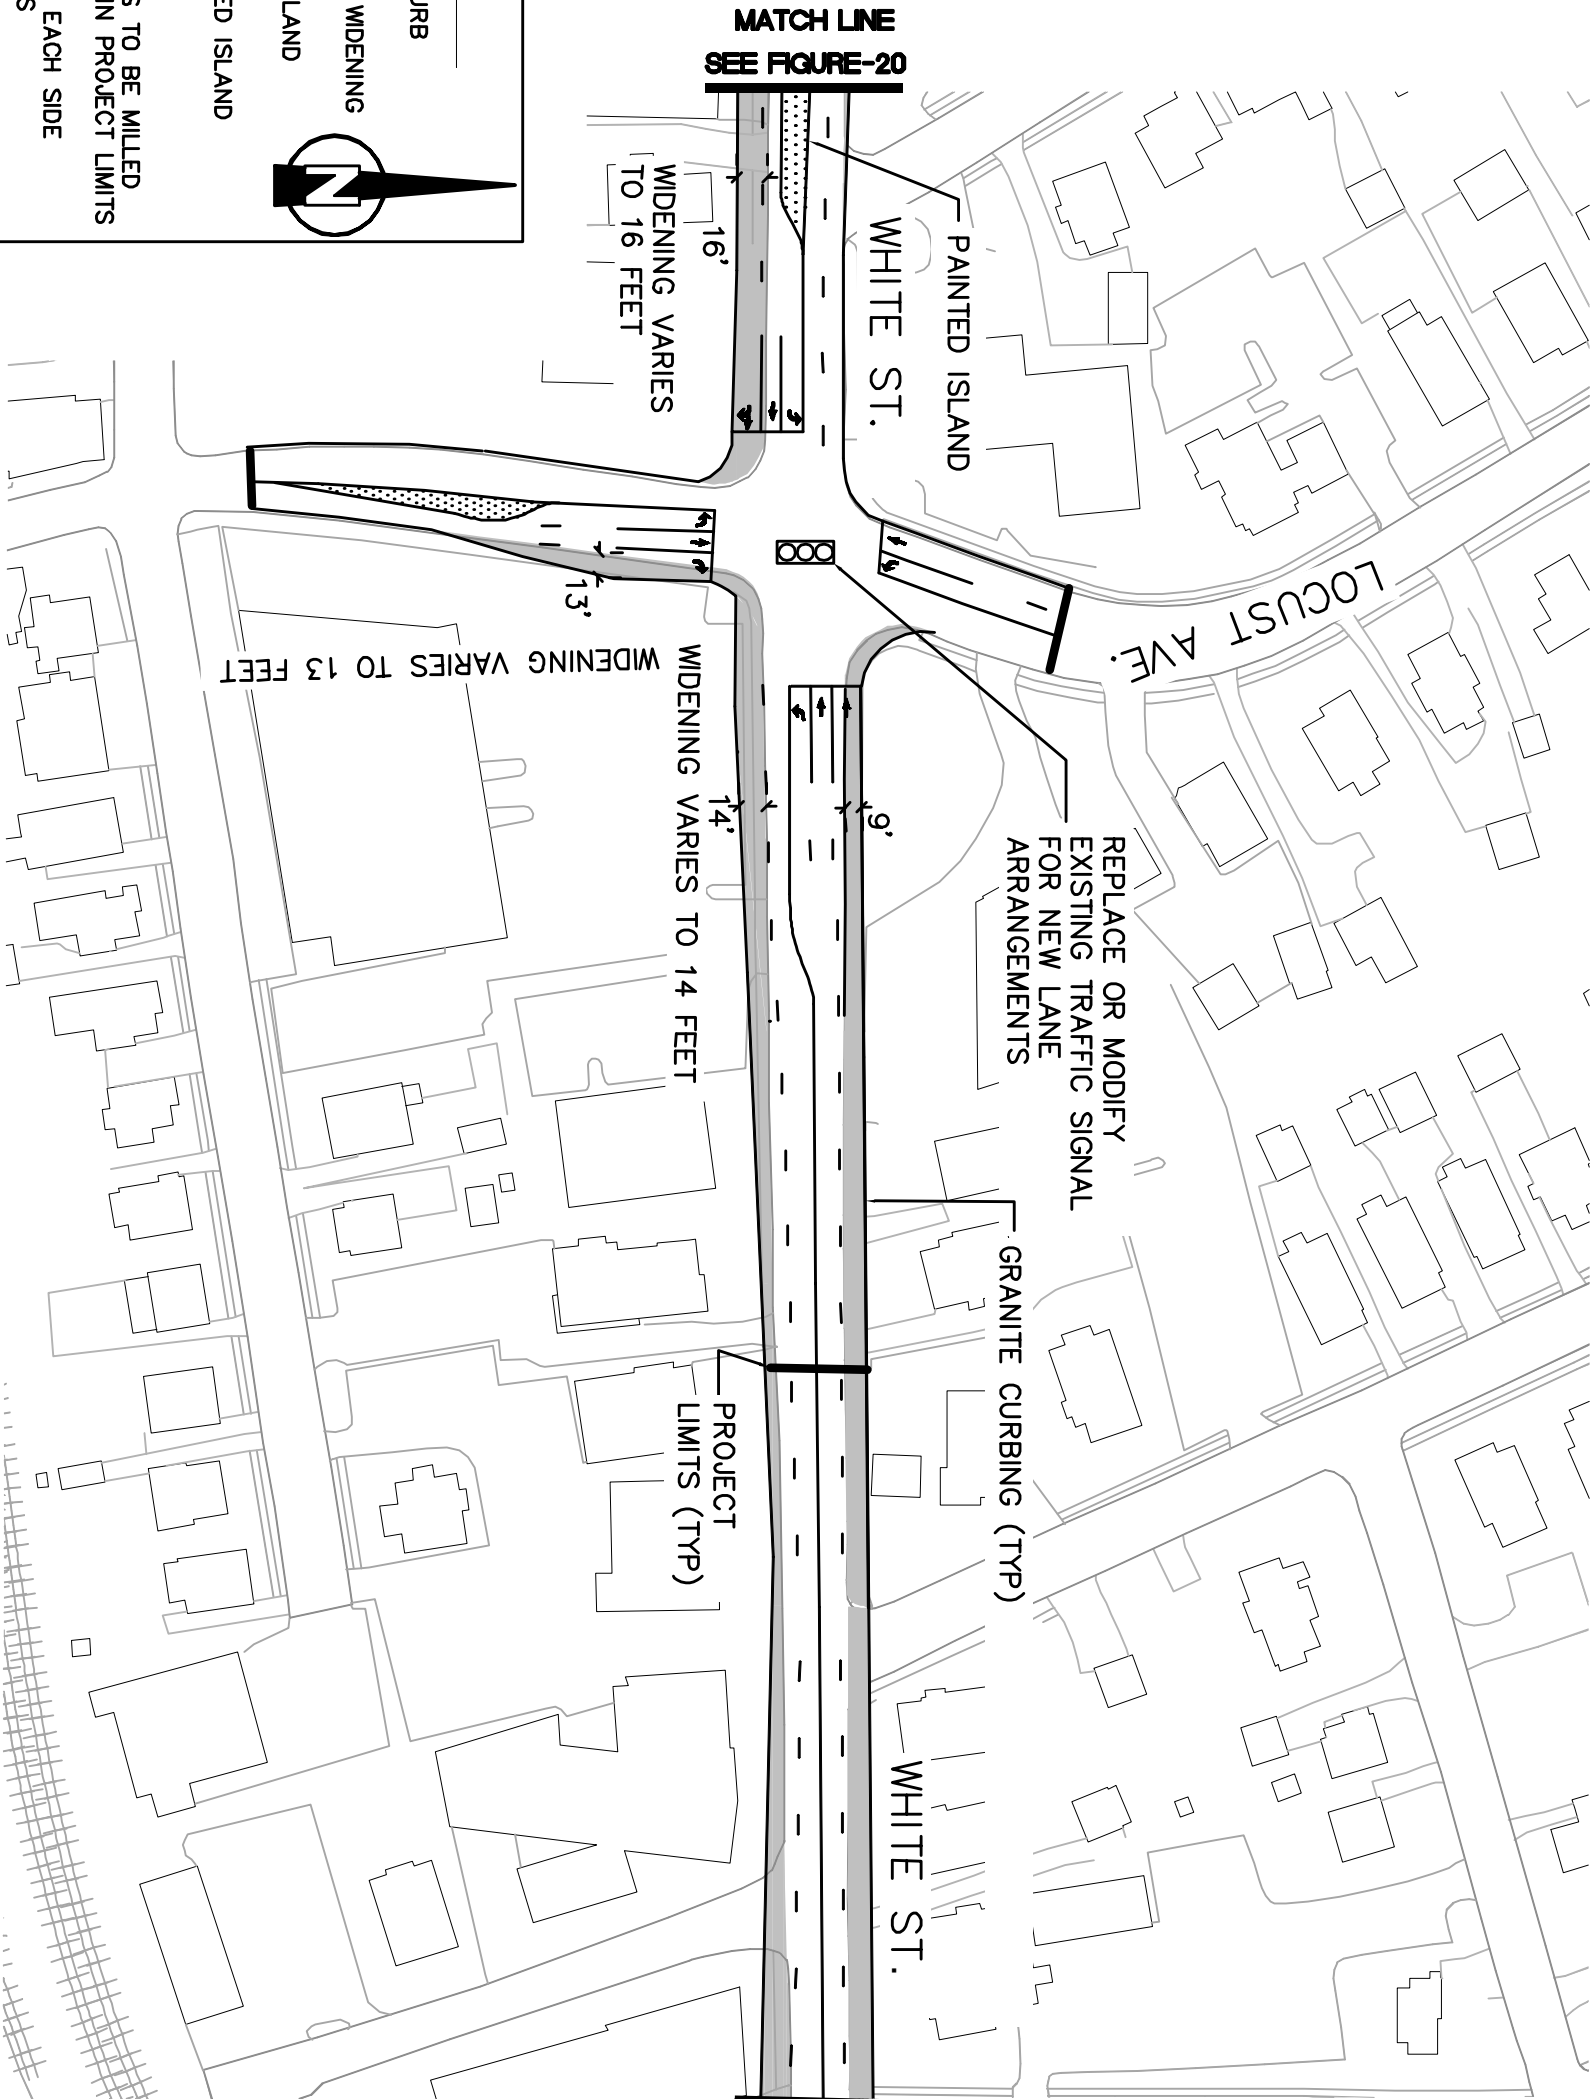 MATCH LINE
SEE FIGURE-20
URB
WIDENING
LAND
ED ISLAND
S TO BE MILLED
IN PROJECT LIMITS
EACH SIDE
S
N
WIDENING VARIES
TO 16 FEET
16'
WHITE ST.
PAINTED ISLAND
LOCUST AVE.
13'
WIDENING VARIES TO 13 FEET
WIDENING VARIES TO 14 FEET
14'
9'
REPLACE OR MODIFY
EXISTING TRAFFIC SIGNAL
FOR NEW LANE
ARRANGEMENTS
GRANITE CURBING (TYP)
PROJECT
LIMITS (TYP)
WHITE ST.